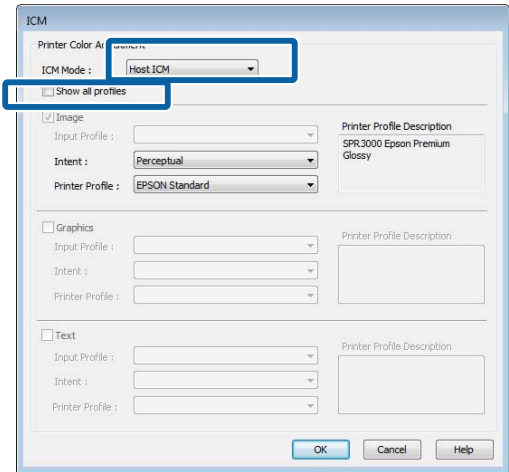 ICM
Printer Color
ICM Mode : Host ICM
Show all profiles
Image
Input Profile :
Printer Profile Description
SPR3000 Epson Premium
Glossy
Intent : Perceptual
Printer Profile : EPSON Standard
Graphics
Input Profile :
Printer Profile Description
Intent :
Printer Profile :
Text
Input Profile :
Printer Profile Description
Intent :
Printer Profile :
OK Cancel Help